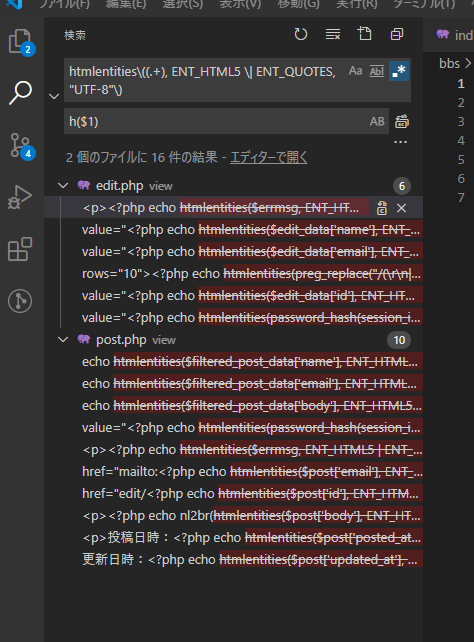 ファイル(F) 編集(E) 選択(S) 表示(V) 移動(G) 実行(R) ターミナル(T)
検索
htmlentities\((.+), ENT_HTML5 \| ENT_QUOTES,
"UTF-8"\)
Aa Abl .*
h($1)
AB
2 個のファイルに 16 件の結果 - エディターで開く
edit.php view 6
<p><?php echo htmlentities($errmsg, ENT_HT...
value="<?php echo htmlentities($edit_data['name'], ENT_...
value="<?php echo htmlentities($edit_data['email'], ENT_...
rows="10"><?php echo htmlentities(preg_replace("/(\r\n|...
value="<?php echo htmlentities($edit_data['id'], ENT_HT...
value="<?php echo htmlentities(password_hash(session_i...
post.php view 10
echo htmlentities($filtered_post_data['name'], ENT_HTML...
echo htmlentities($filtered_post_data['email'], ENT_HTML...
echo htmlentities($filtered_post_data['body'], ENT_HTML5...
value="<?php echo htmlentities(password_hash(session_i...
<p><?php echo htmlentities($errmsg, ENT_HTML5 | ENT_...
href="mailto:<?php echo htmlentities($post['email'], ENT_...
href="edit/<?php echo htmlentities($post['id'], ENT_HTM...
<p><?php echo nl2br(htmlentities($post['body'], ENT_HT...
<p>投稿日時：<?php echo htmlentities($post['posted_at...
更新日時：<?php echo htmlentities($post['updated_at'], ...
2
4
ind
bbs >
1
2
3
4
5
6
7